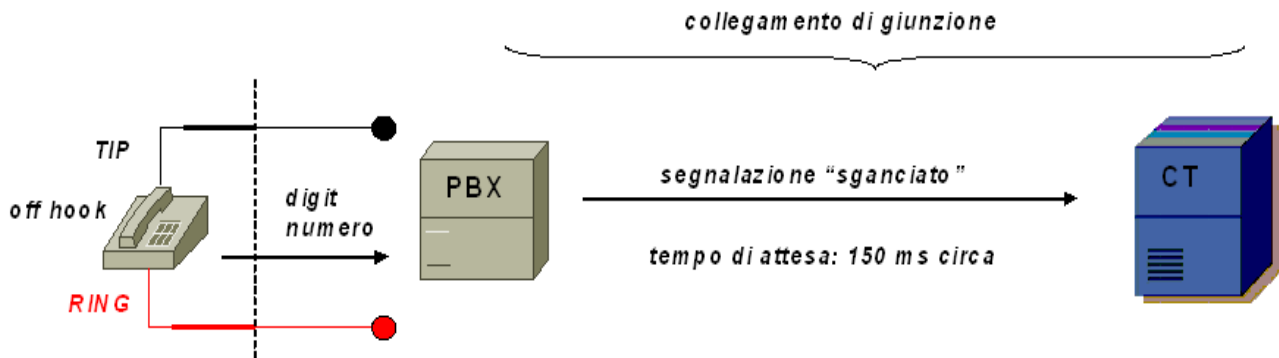 collegamento di giunzione
TIP
off hook
RING
digit
numero
PBX
segnalazione “sganciato”
tempo di attesa: 150 ms circa
CT